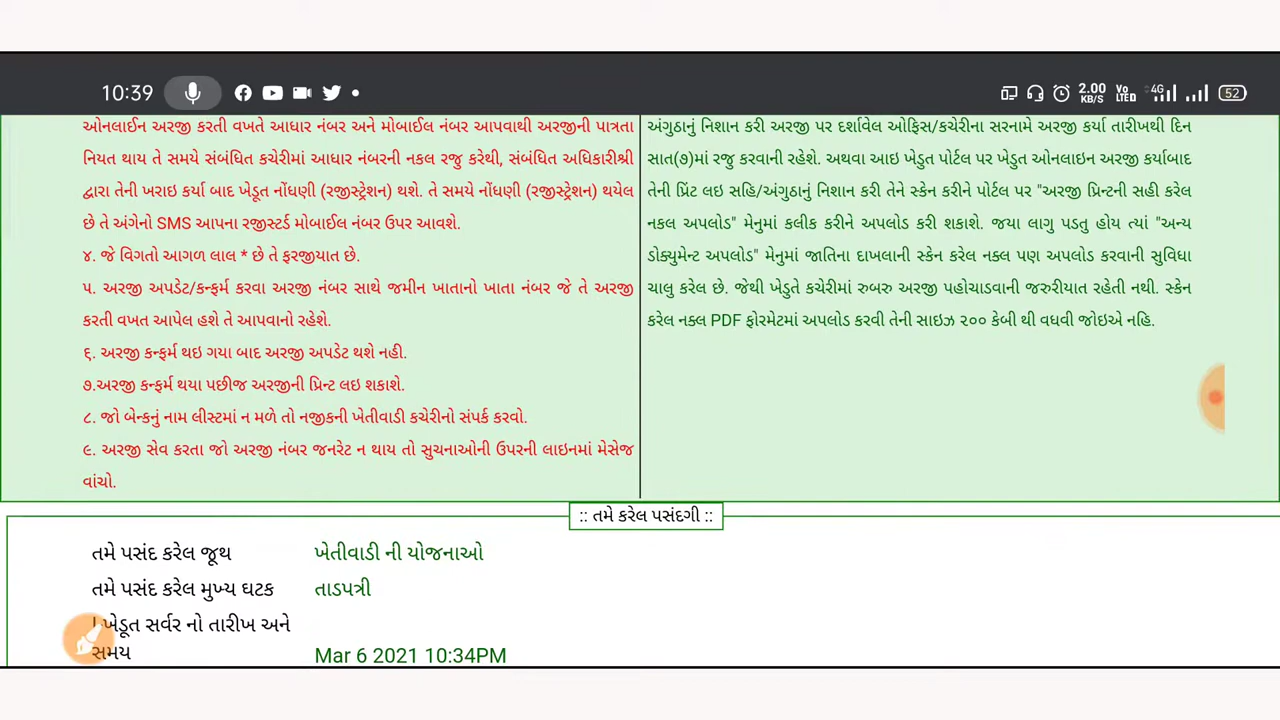 10:39
2.00 KB/S
Vo LTE
4G
52
ઓનલાઈન અરજી કરતી વખતે આધાર નંબર અને મોબાઈલ નંબર આપવાથી અરજીની પાત્રતા
નિયત થાય તે સમયે સંબંધિત કચેરીમાં આધાર નંબરની નકલ રજુ કરેથી, સંબંધિત અધિકારીશ્રી
દ્વારા તેની ખરાઇ કર્યા બાદ ખેડૂત નોંધણી (રજીસ્ટ્રેશન) થશે. તે સમયે નોંધણી (રજીસ્ટ્રેશન) થયેલ
છે તે અંગેનો SMS આપના રજીસ્ટર્ડ મોબાઈલ નંબર ઉપર આવશે.
૪. જે વિગતો આગળ લાલ * છે તે ફરજીયાત છે.
૫. અરજી અપડેટ/કન્ફર્મ કરવા અરજી નંબર સાથે જમીન ખાતાનો ખાતા નંબર જે તે અરજી
કરતી વખત આપેલ હશે તે આપવાનો રહેશે.
૬. અરજી કન્ફર્મ થઇ ગયા બાદ અરજી અપડેટ થશે નહી.
૭.અરજી કન્ફર્મ થયા પછીજ અરજીની પ્રિન્ટ લઇ શકાશે.
૮. જો બેન્કનું નામ લીસ્ટમાં ન મળે તો નજીકની ખેતીવાડી કચેરીનો સંપર્ક કરવો.
૯. અરજી સેવ કરતા જો અરજી નંબર જનરેટ ન થાય તો સુચનાઓની ઉપરની લાઇનમાં મેસેજ
વાંચો.
અંગુઠાનું નિશાન કરી અરજી પર દર્શાવેલ ઓફિસ/કચેરીના સરનામે અરજી કર્યા તારીખથી દિન
સાત(૭)માં રજુ કરવાની રહેશે. અથવા આઇ ખેડુત પોર્ટલ પર ખેડુત ઓનલાઇન અરજી કર્યાબાદ
તેની પ્રિંટ લઇ સહિ/અંગુઠાનું નિશાન કરી તેને સ્કેન કરીને પોર્ટલ પર "અરજી પ્રિન્ટની સહી કરેલ
નકલ અપલોડ" મેનુમાં કલીક કરીને અપલોડ કરી શકાશે. જયા લાગુ પડતુ હોય ત્યાં "અન્ય
ડોક્યુમેન્ટ અપલોડ" મેનુમાં જાતિના દાખલાની સ્કેન કરેલ નક્લ પણ અપલોડ કરવાની સુવિધા
ચાલુ કરેલ છે. જેથી ખેડુતે કચેરીમાં રુબરુ અરજી પહોચાડવાની જરુરીયાત રહેતી નથી. સ્કેન
કરેલ નક્લ PDF ફોરમેટમાં અપલોડ કરવી તેની સાઇઝ ૨૦૦ કેબી થી વધવી જોઇએ નહિ.
:: તમે કરેલ પસંદગી ::
તમે પસંદ કરેલ જૂથ ખેતીવાડી ની યોજનાઓ
તમે પસંદ કરેલ મુખ્ય ઘટક તાડપત્રી
ખેડૂત સર્વર નો તારીખ અને
સમય Mar 6 2021 10:34PM